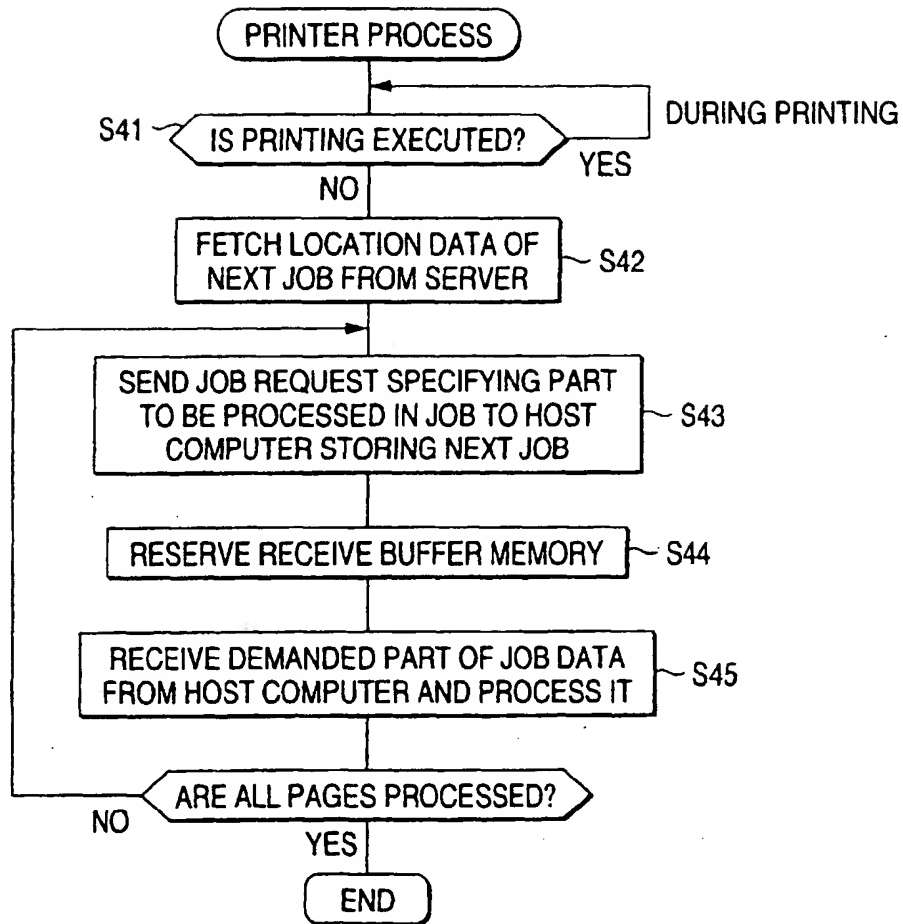 PRINTER PROCESS
DURING PRINTING
S41
IS PRINTING EXECUTED?
YES
NO
FETCH LOCATION DATA OF
NEXT JOB FROM SERVER
S42
SEND JOB REQUEST SPECIFYING PART
TO BE PROCESSED IN JOB TO HOST
COMPUTER STORING NEXT JOB
S43
RESERVE RECEIVE BUFFER MEMORY
S44
RECEIVE DEMANDED PART OF JOB DATA
FROM HOST COMPUTER AND PROCESS IT
S45
ARE ALL PAGES PROCESSED?
NO
YES
END